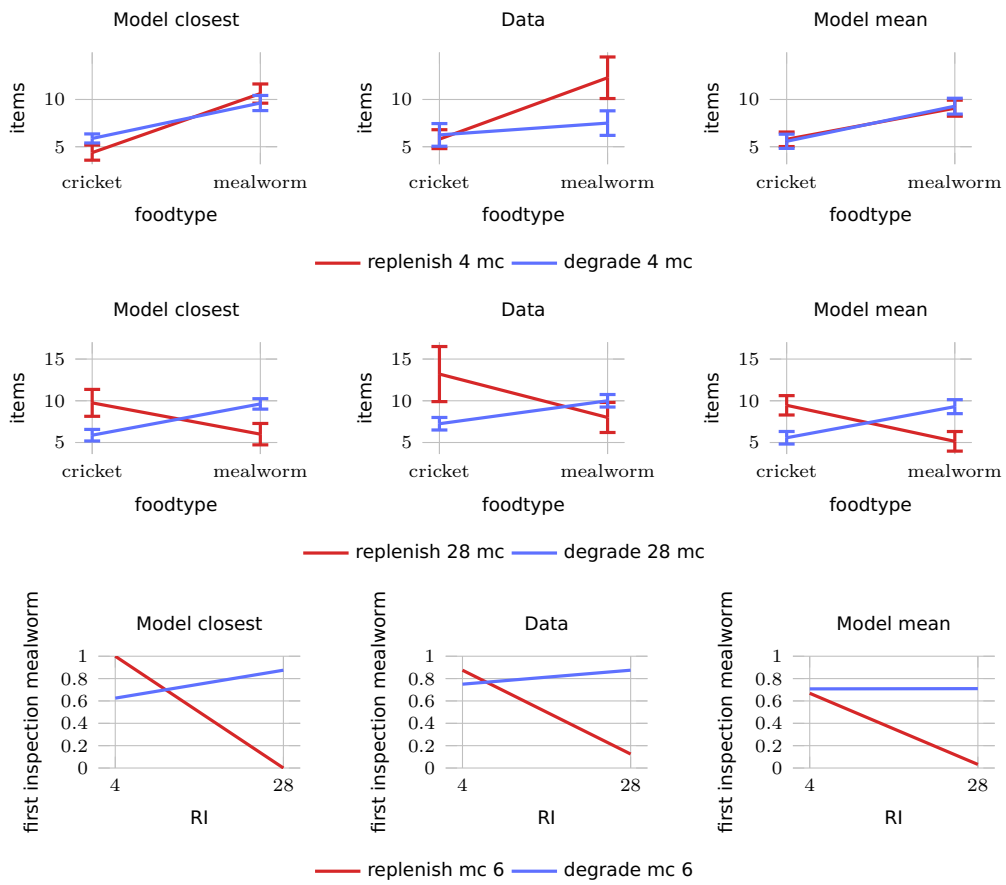 Model closest Data Model mean
items 10 5 items 10 5 items 10 5
cricket mealworm cricket mealworm cricket mealworm
foodtype foodtype foodtype
replenish 4 mc degrade 4 mc
Model closest Data Model mean
items 15 10 5 items 15 10 5 items 15 10 5
cricket mealworm cricket mealworm cricket mealworm
foodtype foodtype foodtype
replenish 28 mc degrade 28 mc
Model closest Data Model mean
first inspection mealworm 1 0.8 0.6 0.4 0.2 0 first inspection mealworm 1 0.8 0.6 0.4 0.2 0 first inspection mealworm 1 0.8 0.6 0.4 0.2 0
4 28 4 28 4 28
RI RI RI
replenish mc 6 degrade mc 6